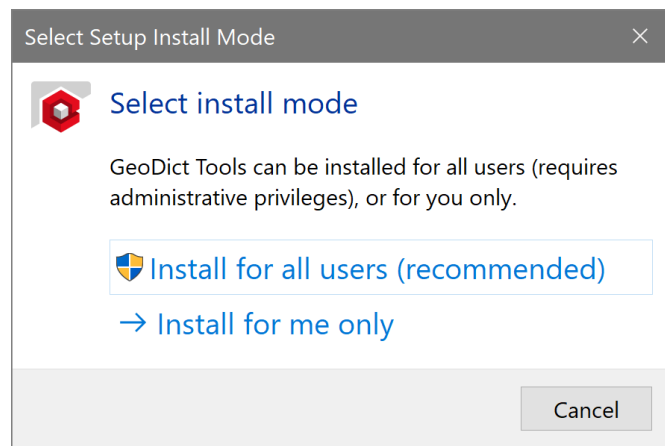 Select Setup Install Mode
Select install mode
GeoDict Tools can be installed for all users (requires
administrative privileges), or for you only.
Install for all users (recommended)
Install for me only
Cancel